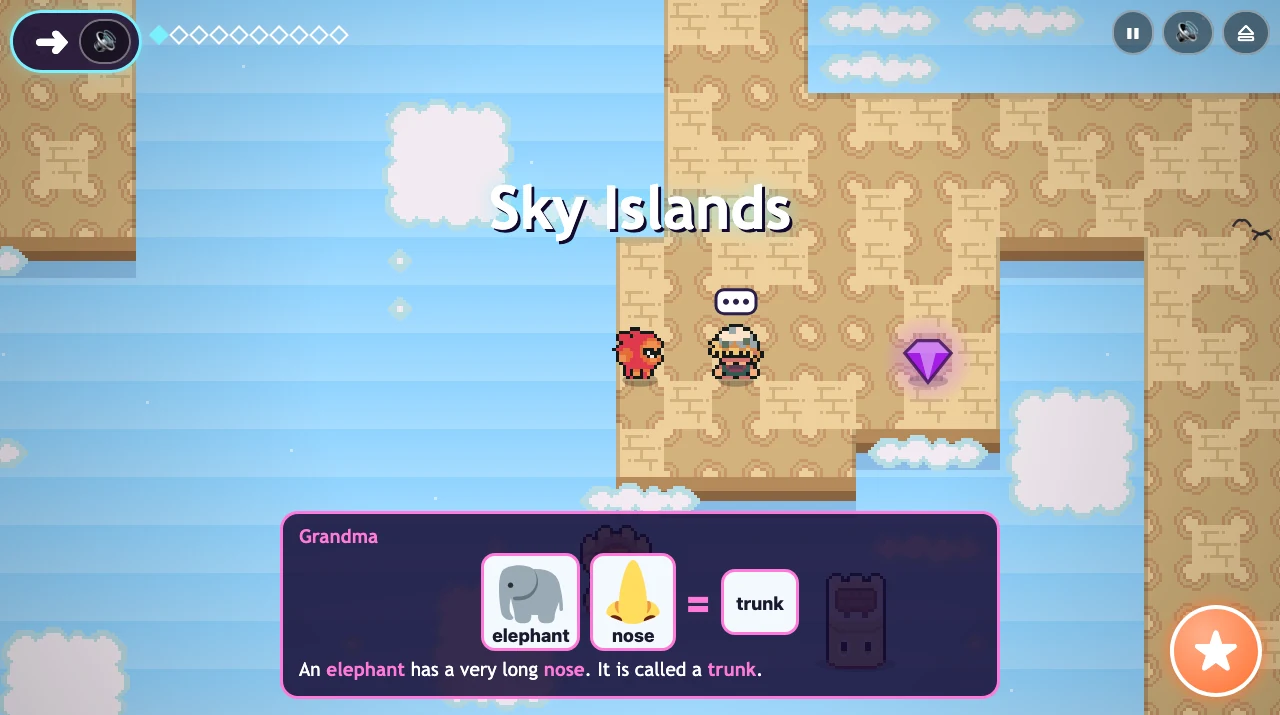 Sky Islands
Grandma
elephant
nose
=
trunk
An elephant has a very long nose. It is called a trunk.